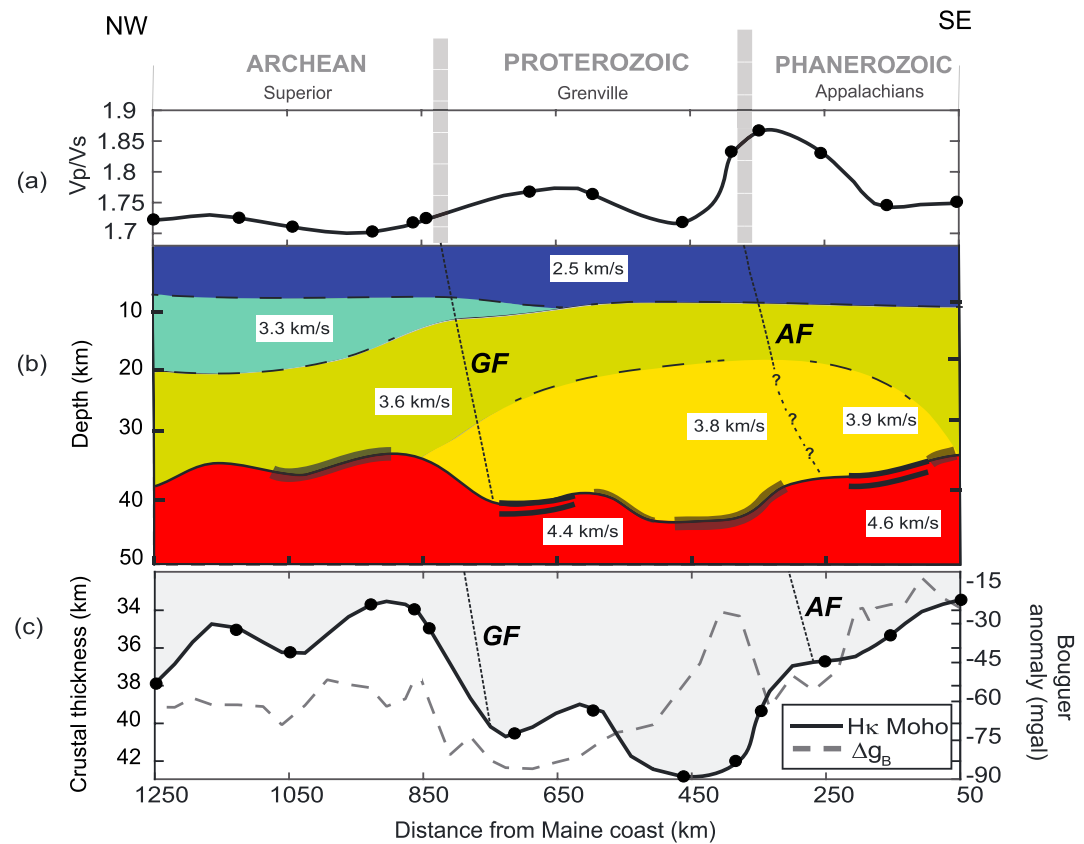 NW
SE
ARCHEAN
PROTEROZOIC
PHANEROZOIC
Superior
Grenville
Appalachians
(a)
Vp/Vs
1.9
1.85
1.8
1.75
1.7
(b)
Depth (km)
10
20
30
40
50
2.5 km/s
3.3 km/s
3.6 km/s
GF
AF
?
?
?
3.8 km/s
3.9 km/s
4.4 km/s
4.6 km/s
(c)
Crustal thickness (km)
34
36
38
40
42
GF
AF
-15
-30
-45
-60
-75
-90
Bouguer
anomaly (mgal)
Hκ Moho
ΔgB
1250
1050
850
650
450
250
50
Distance from Maine coast (km)